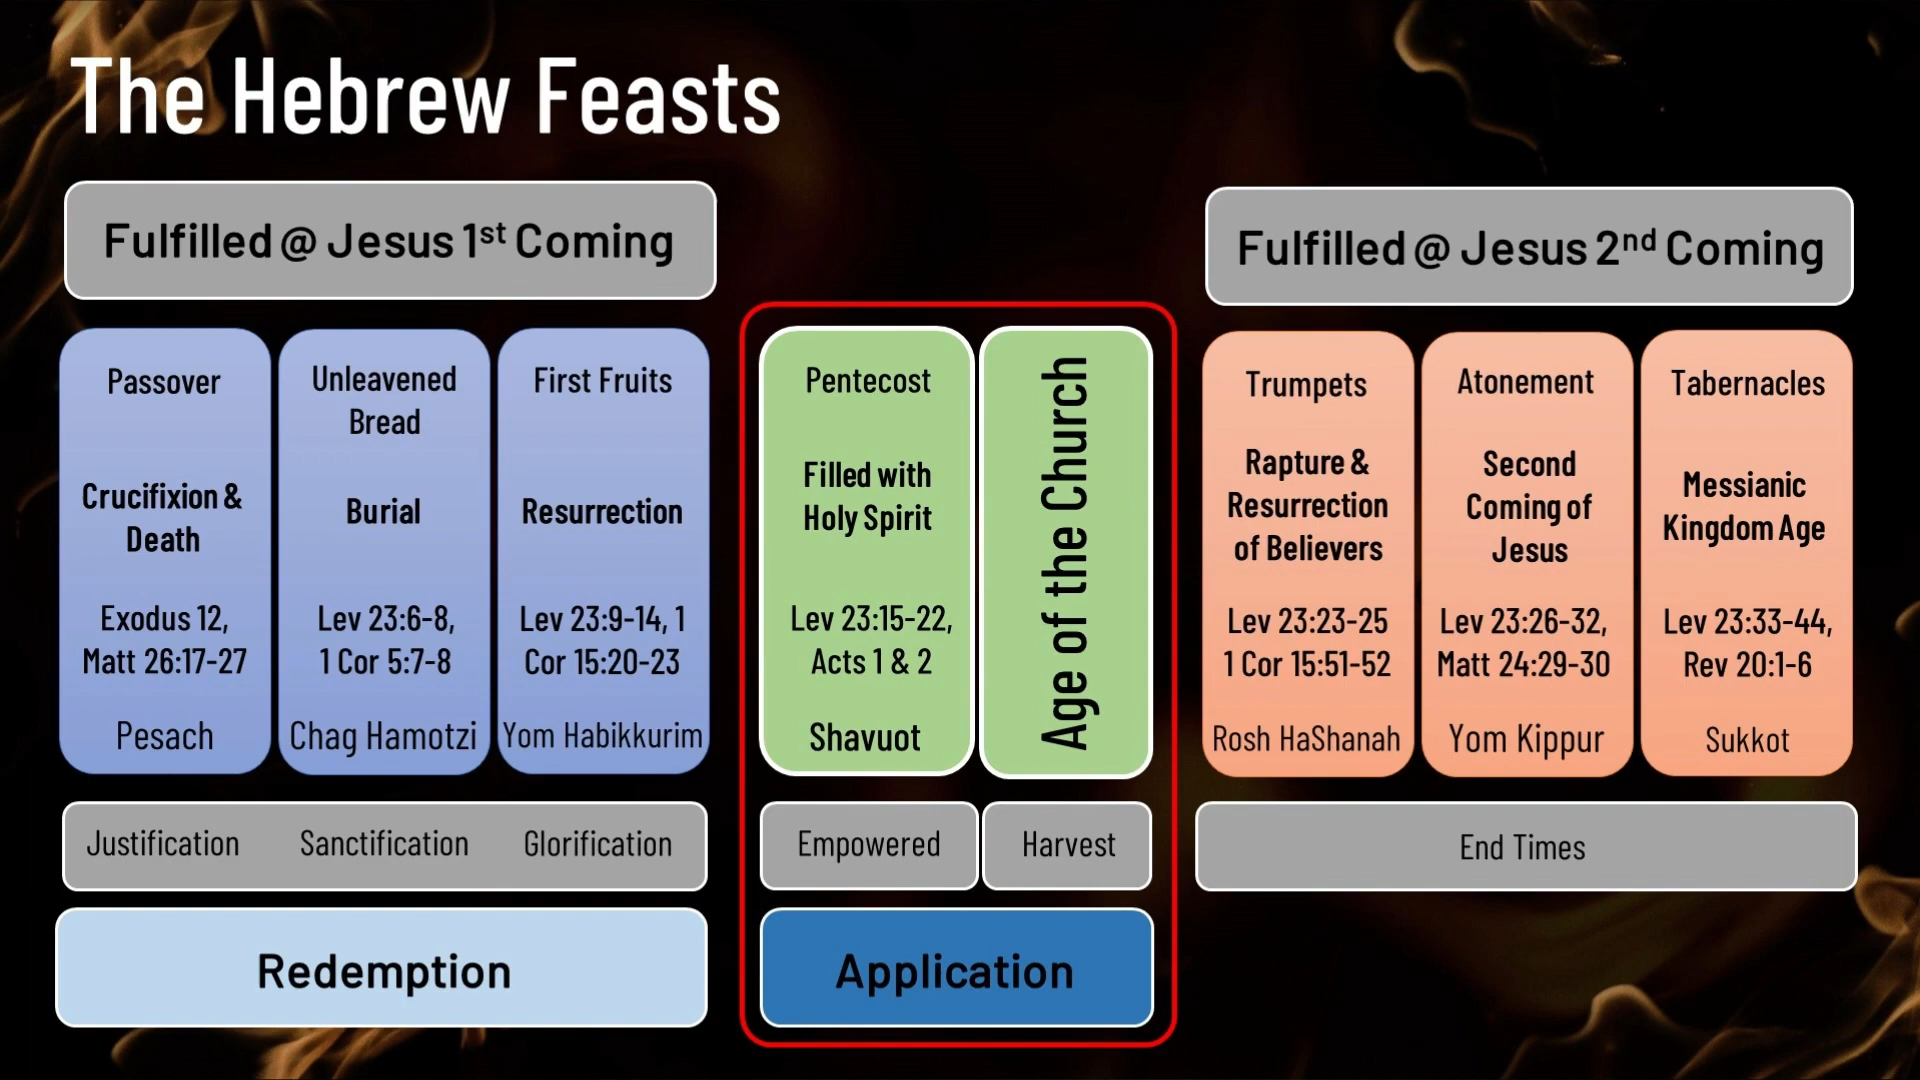 The Hebrew Feasts
Fulfilled @ Jesus 1st Coming
Passover
Crucifixion &
Death
Exodus 12,
Matt 26:17-27
Pesach
Unleavened
Bread
Burial
Lev 23:6-8,
1 Cor 5:7-8
Chag Hamotzi
First Fruits
Resurrection
Lev 23:9-14, 1
Cor 15:20-23
Yom Habikkurim
Justification
Sanctification
Glorification
Redemption
Pentecost
Filled with
Holy Spirit
Lev 23:15-22,
Acts 1 & 2
Shavuot
Age of the Church
Empowered
Harvest
Application
Fulfilled @ Jesus 2nd Coming
Trumpets
Rapture &
Resurrection
of Believers
Lev 23:23-25
1 Cor 15:51-52
Rosh HaShanah
Atonement
Second
Coming of
Jesus
Lev 23:26-32,
Matt 24:29-30
Yom Kippur
Tabernacles
Messianic
Kingdom Age
Lev 23:33-44,
Rev 20:1-6
Sukkot
End Times